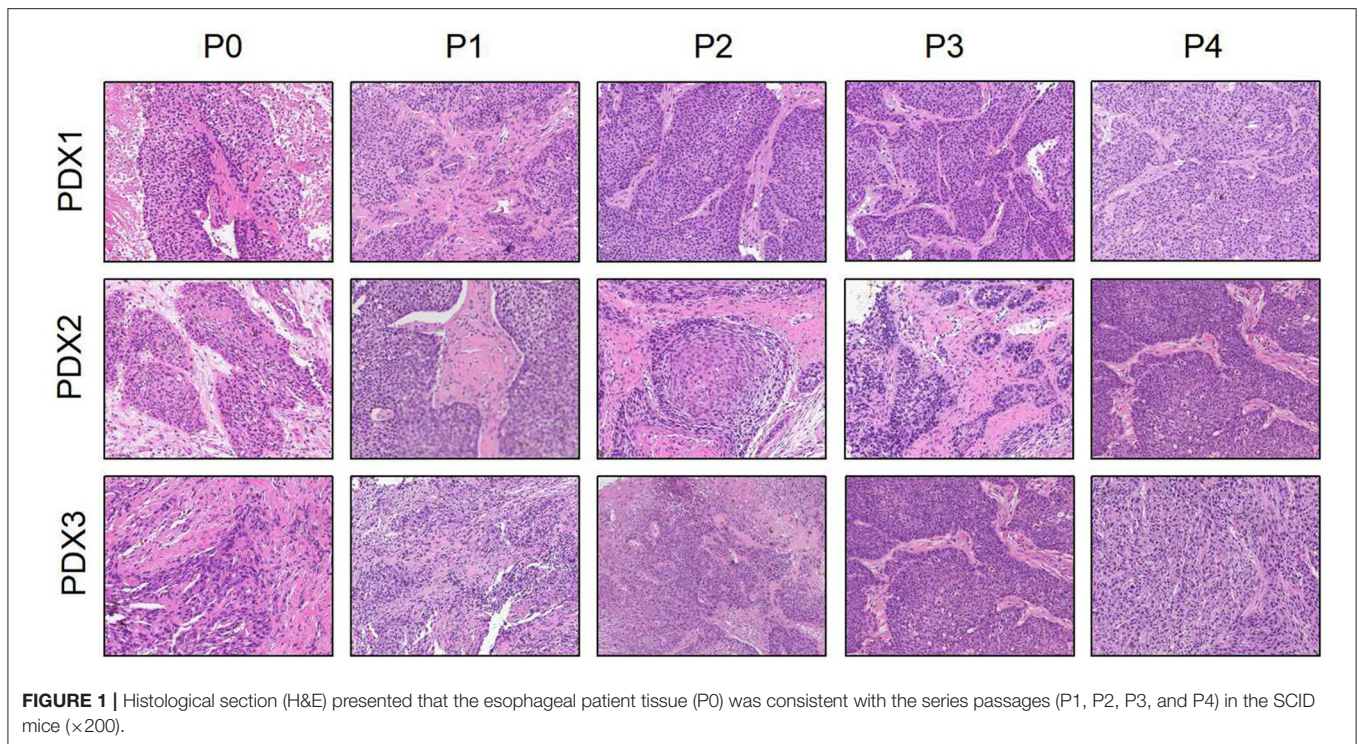 P0 P1 P2 P3 P4
PDX1
PDX2
PDX3
FIGURE 1 | Histological section (H&E) presented that the esophageal patient tissue (P0) was consistent with the series passages (P1, P2, P3, and P4) in the SCID
mice (×200).